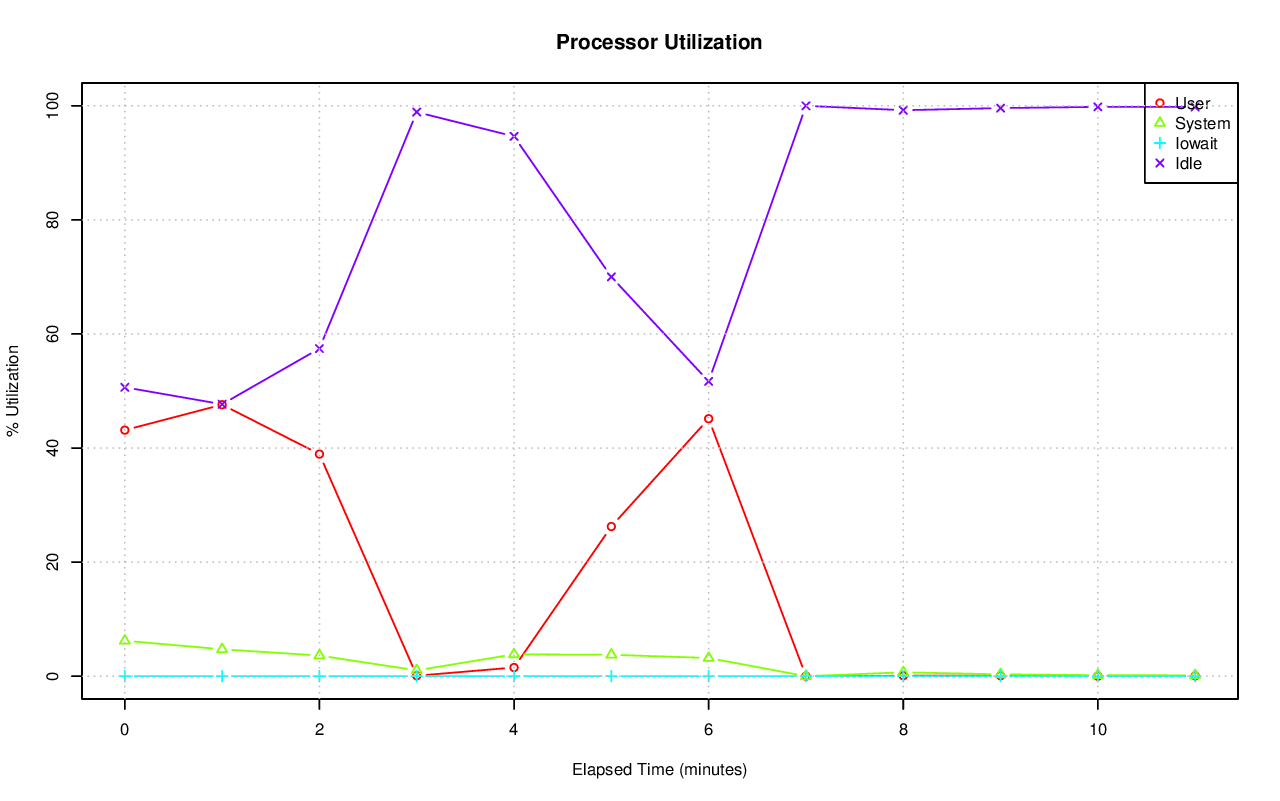 Processor Utilization
100
80
60
40
20
0
% Utilization
User
System
Iowait
Idle
0 2 4 6 8 10
Elapsed Time (minutes)